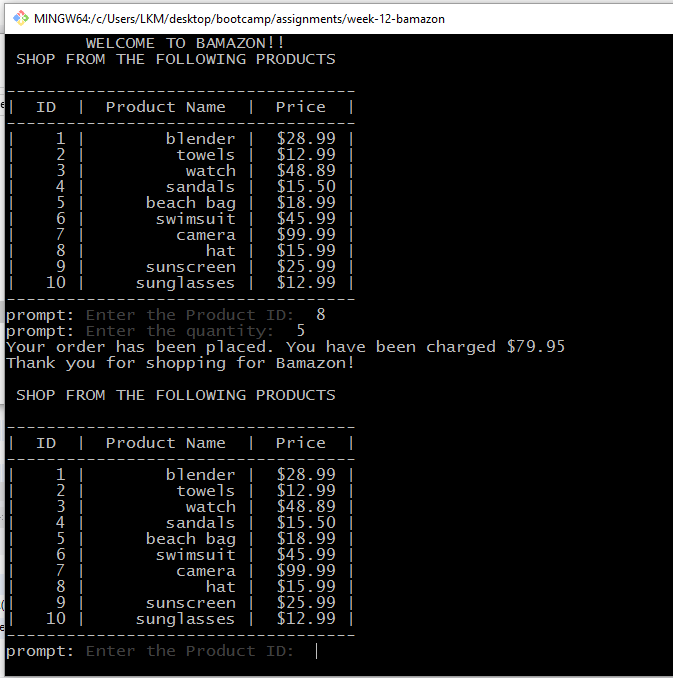 MINGW64:/c/Users/LKM/desktop/bootcamp/assignments/week-12-bamazon
WELCOME TO BAMAZON!!
SHOP FROM THE FOLLOWING PRODUCTS
-----------------------------------
| ID | Product Name | Price |
-----------------------------------
| 1 | blender | $28.99 |
| 2 | towels | $12.99 |
| 3 | watch | $48.89 |
| 4 | sandals | $15.50 |
| 5 | beach bag | $18.99 |
| 6 | swimsuit | $45.99 |
| 7 | camera | $99.99 |
| 8 | hat | $15.99 |
| 9 | sunscreen | $25.99 |
| 10 | sunglasses | $12.99 |
-----------------------------------
prompt: Enter the Product ID: 8
prompt: Enter the quantity: 5
Your order has been placed. You have been charged $79.95
Thank you for shopping for Bamazon!
SHOP FROM THE FOLLOWING PRODUCTS
-----------------------------------
| ID | Product Name | Price |
-----------------------------------
| 1 | blender | $28.99 |
| 2 | towels | $12.99 |
| 3 | watch | $48.89 |
| 4 | sandals | $15.50 |
| 5 | beach bag | $18.99 |
| 6 | swimsuit | $45.99 |
| 7 | camera | $99.99 |
| 8 | hat | $15.99 |
| 9 | sunscreen | $25.99 |
| 10 | sunglasses | $12.99 |
-----------------------------------
prompt: Enter the Product ID: